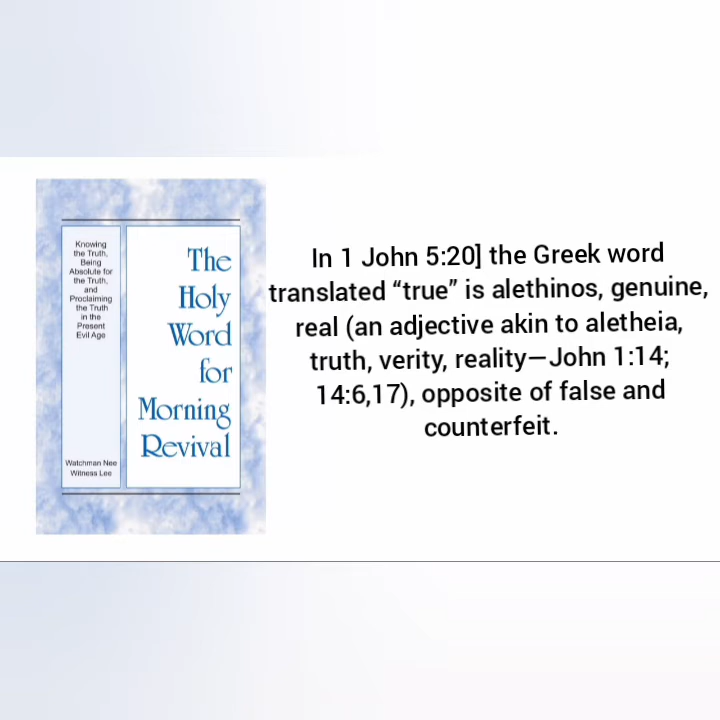 Knowing
the Truth,
Being
Absolute for
the Truth,
and
Proclaiming
the Truth
in the
Present
Evil Age
Watchman Nee
Witness Lee
The
Holy
Word
for
Morning
Revival
In 1 John 5:20] the Greek word
translated “true” is alethinos, genuine,
real (an adjective akin to aletheia,
truth, verity, reality—John 1:14;
14:6,17), opposite of false and
counterfeit.